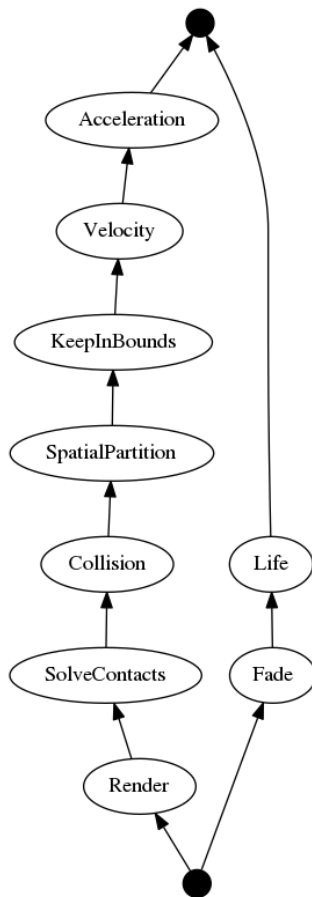 Acceleration
Velocity
KeepInBounds
SpatialPartition
Collision
Life
SolveContacts
Fade
Render